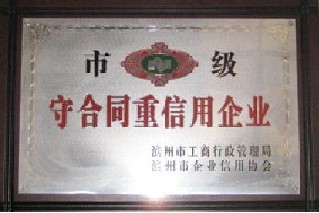 市级
守合同重信用企业
滨州市工商行政管理局
滨州市企业信用协会